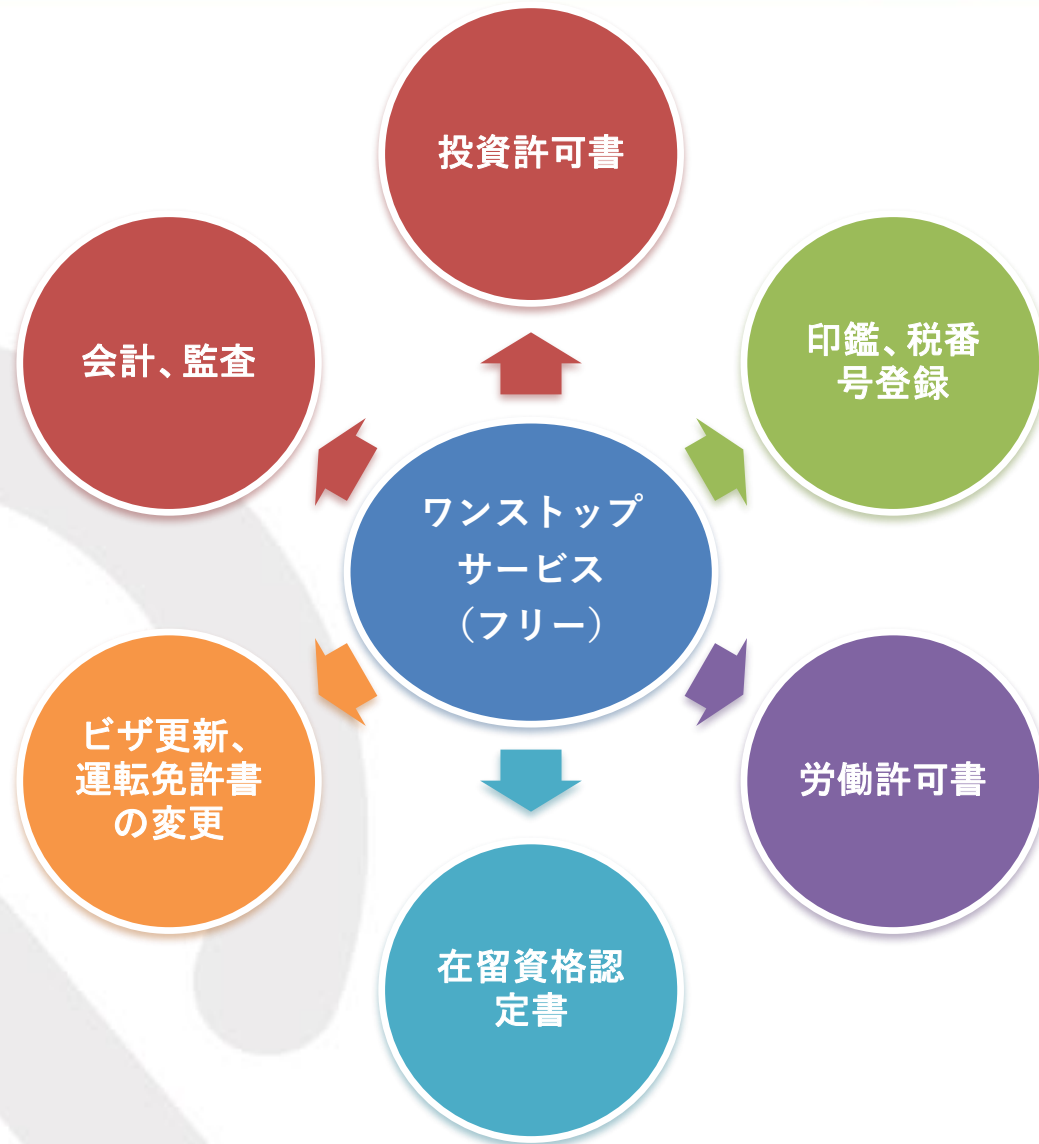 投資許可書
会計、監査
印鑑、税番
号登録
ワンストップ
サービス
（フリー）
ビザ更新、
運転免許書
の変更
労働許可書
在留資格認
定書